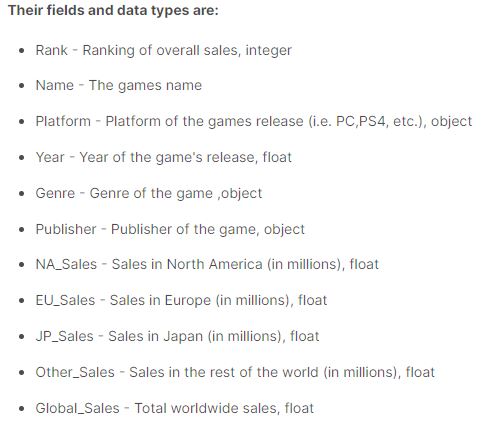 Their fields and data types are:
• Rank - Ranking of overall sales, integer
• Name - The games name
• Platform - Platform of the games release (i.e. PC,PS4, etc.), object
• Year - Year of the game's release, float
• Genre - Genre of the game ,object
• Publisher - Publisher of the game, object
• NA_Sales - Sales in North America (in millions), float
• EU_Sales - Sales in Europe (in millions), float
• JP_Sales - Sales in Japan (in millions), float
• Other_Sales - Sales in the rest of the world (in millions), float
• Global_Sales - Total worldwide sales, float